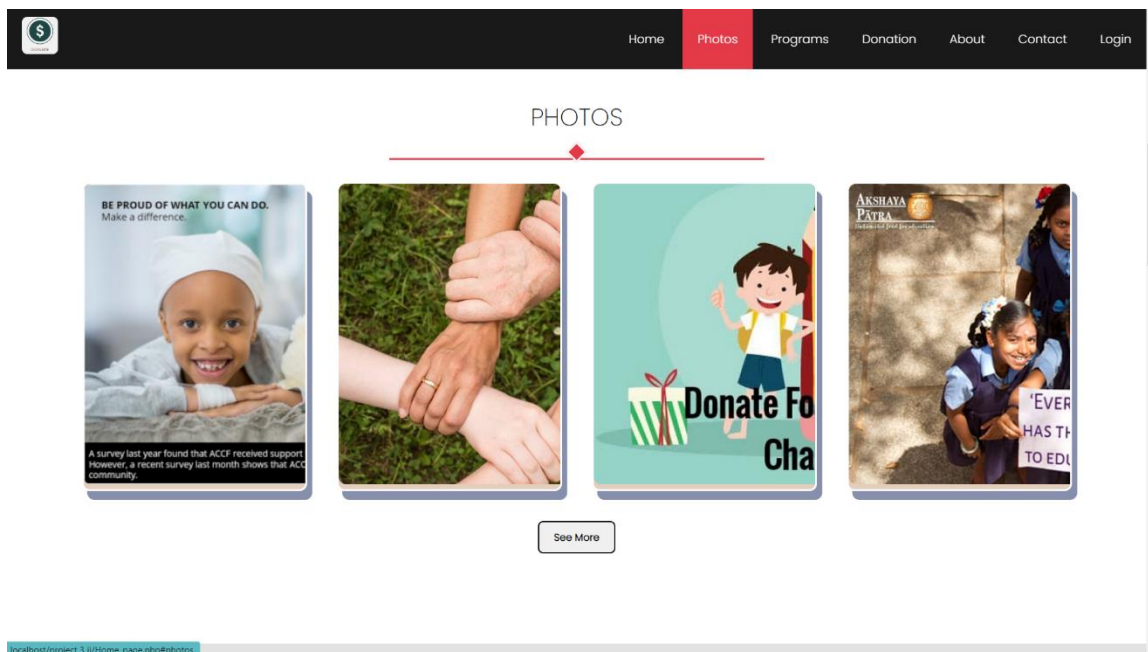 $
Home Photos Programs Donation About Contact Login
PHOTOS
BE PROUD OF WHAT YOU CAN DO.
Make a difference.
A survey last year found that ACCF received support
However, a recent survey last month shows that ACC
community.
Donate Fo
Cha
AKSHAYA
PĀTRA
'EVER
HAS TH
TO EDU
See More
localhost/project 3 ii/Home_page.php#photos